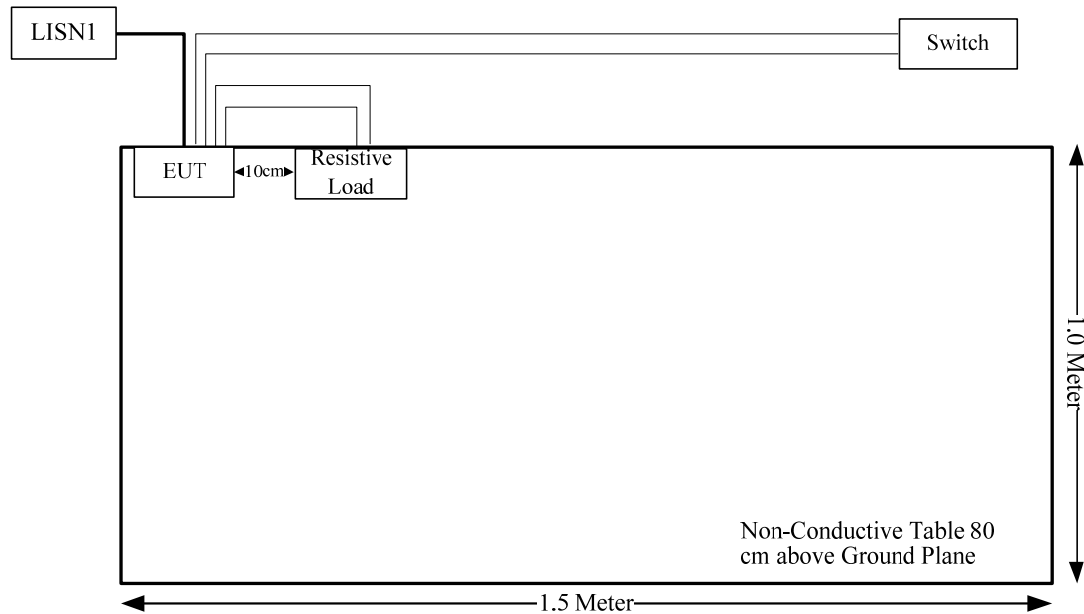 LISN1
Switch
EUT
10cm
Resistive
Load
1.0 Meter
Non-Conductive Table 80
cm above Ground Plane
1.5 Meter